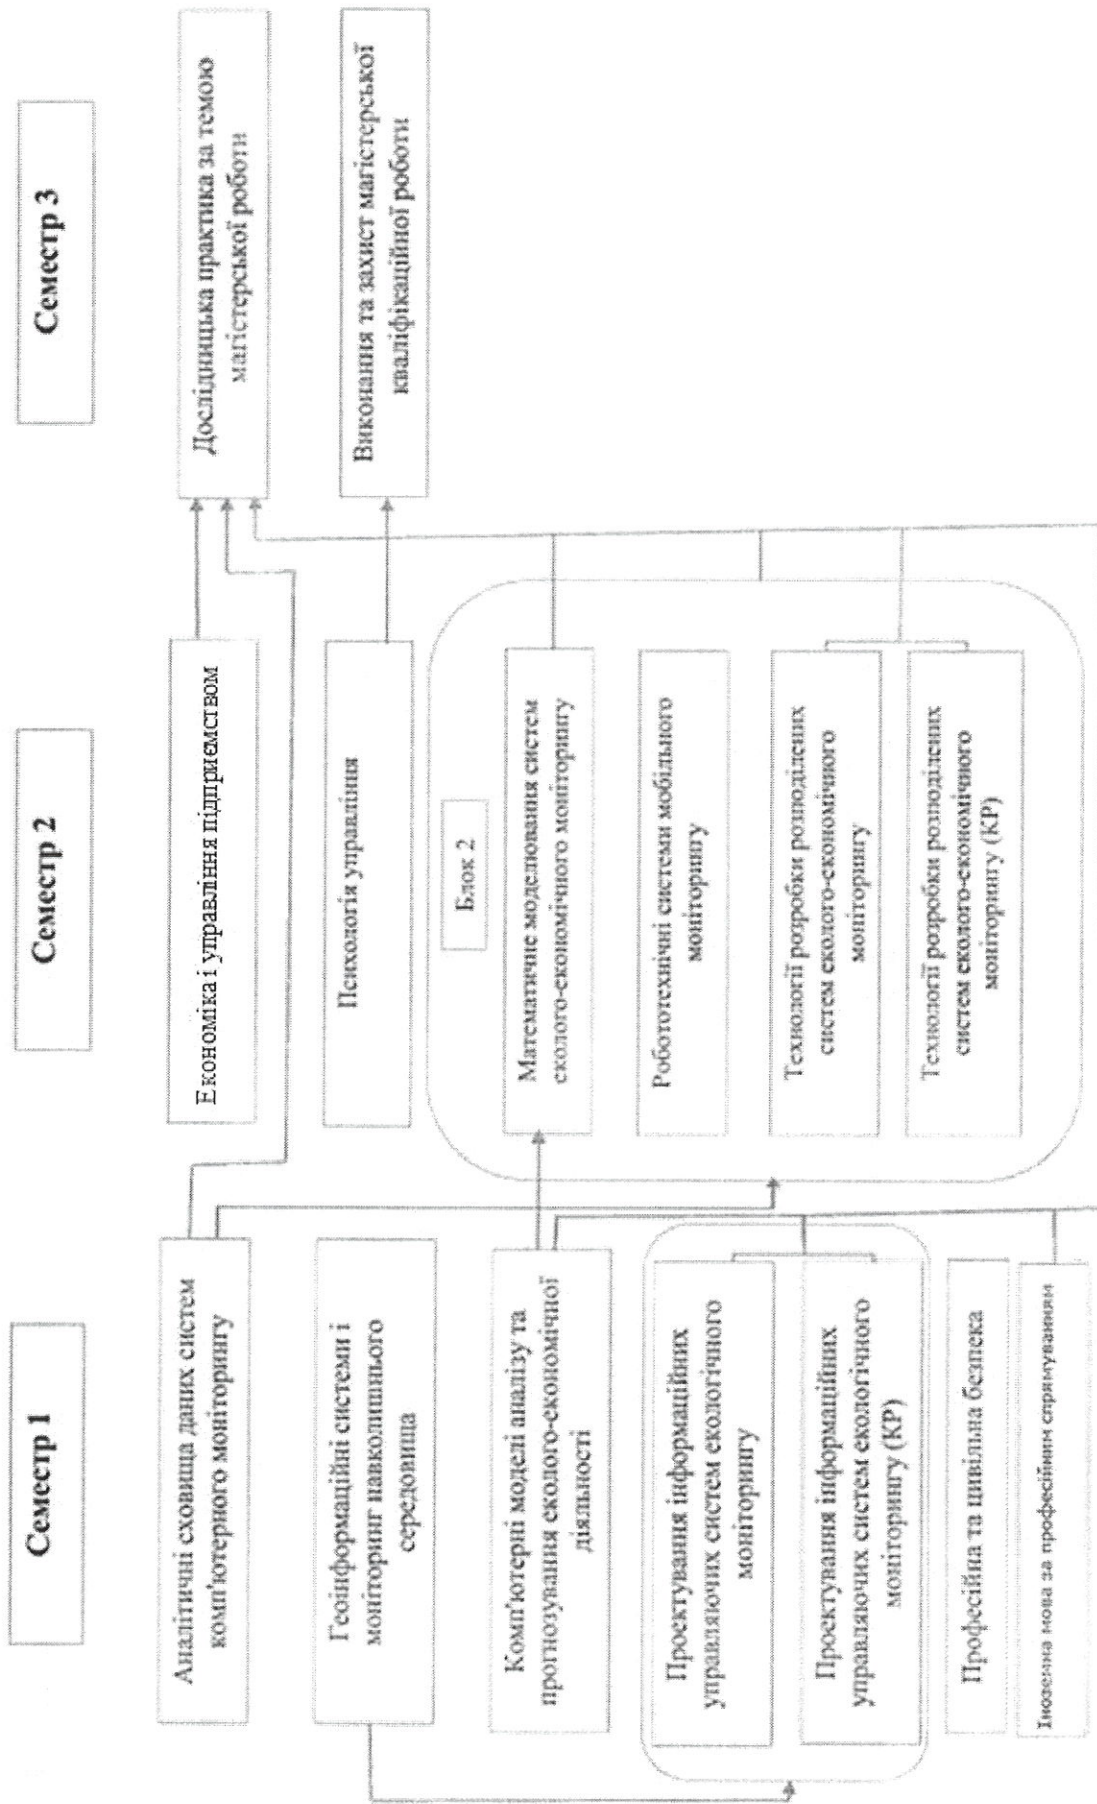 Семестр 1
Аналітичні сховища даних систем
комп'ютерного моніторингу
Геоінформаційні системи і
моніторинг навколишнього
середовища
Комп'ютерні моделі аналізу та
прогнозування еколого-економічної
діяльності
Проектування інформаційних
управляючих систем екологічного
моніторингу
Проектування інформаційних
управляючих систем екологічного
моніторингу (КР)
Професійна та цивільна безпека
Іноземна мова за професійним спрямуванням
Семестр 2
Економіка і управління підприємством
Психологія управління
Блок 2
Математичне моделювання систем
еколого-економічного моніторингу
Робототехнічні системи мобільного
моніторингу
Технології розробки розподілених
систем еколого-економічного
моніторингу
Технології розробки розподілених
систем еколого-економічного
моніторингу (КР)
Семестр 3
Дослідницька практика за темою
магістерської роботи
Виконання та захист магістерської
кваліфікаційної роботи